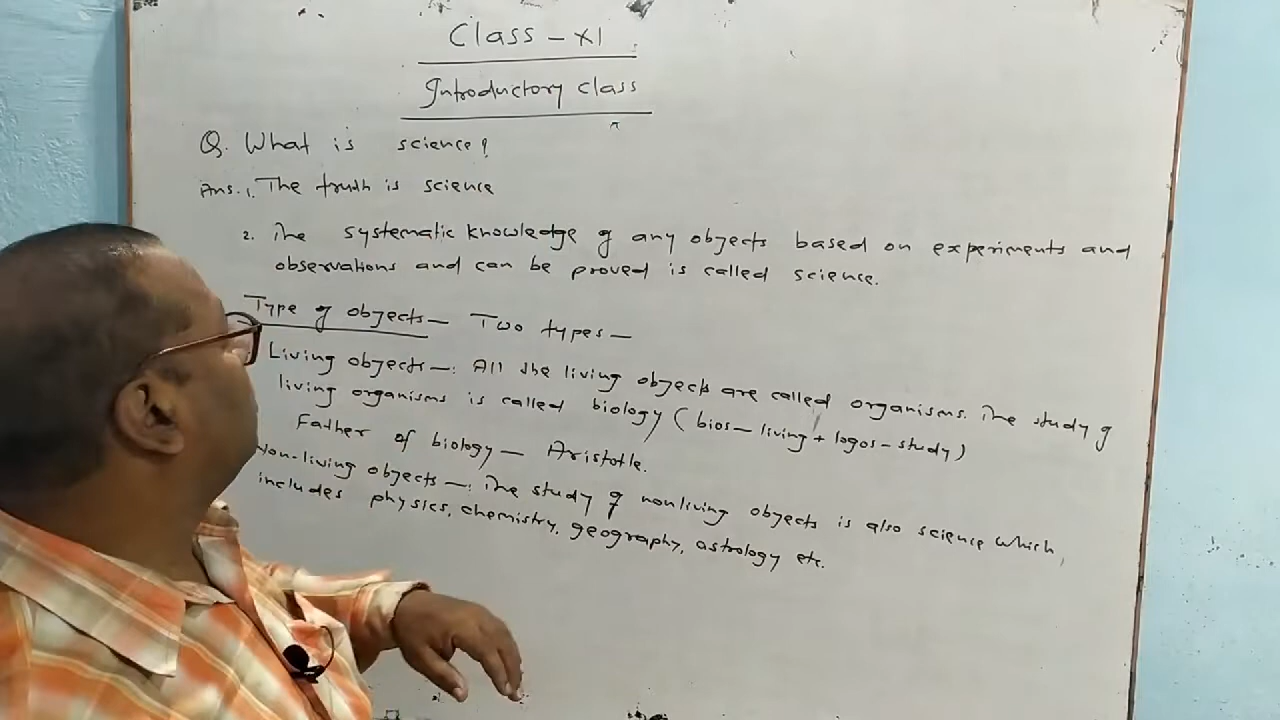 Class - XI
Introductory class
Q. What is science?
Ans. 1. The truth is science
2. The systematic knowledge of any objects based on experiments and
observations and can be proved is called science.
Type of objects - Two types -
Living objects -: All the living objects are called organisms. The study of
living organisms is called biology (bios - living + logos - study)
Father of biology - Aristotle.
Non-living objects -: The study of nonliving objects is also science which
includes physics, chemistry, geography, astrology etc.